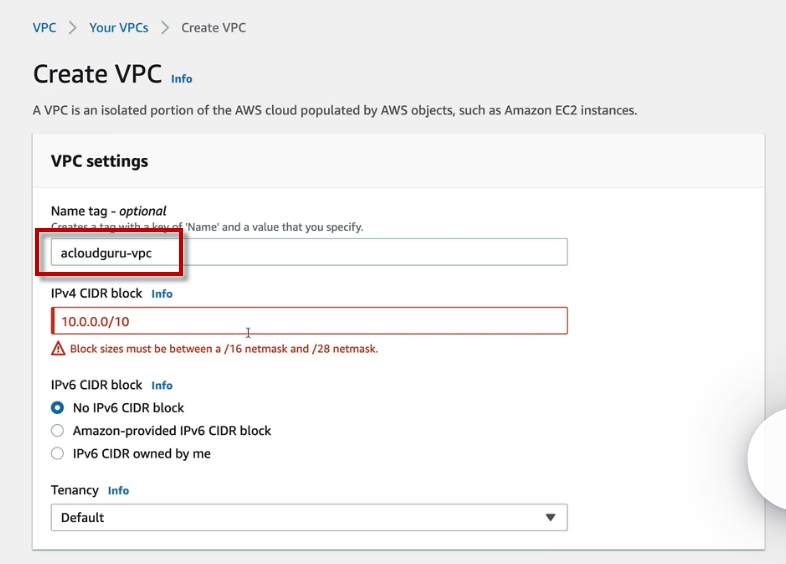 VPC > Your VPCs > Create VPC
Create VPC Info
A VPC is an isolated portion of the AWS cloud populated by AWS objects, such as Amazon EC2 instances.
VPC settings
Name tag - optional
Creates a tag with a key of 'Name' and a value that you specify.
acloudguru-vpc
IPv4 CIDR block Info
10.0.0.0/10
Block sizes must be between a /16 netmask and /28 netmask.
IPv6 CIDR block Info
No IPv6 CIDR block
Amazon-provided IPv6 CIDR block
IPv6 CIDR owned by me
Tenancy Info
Default